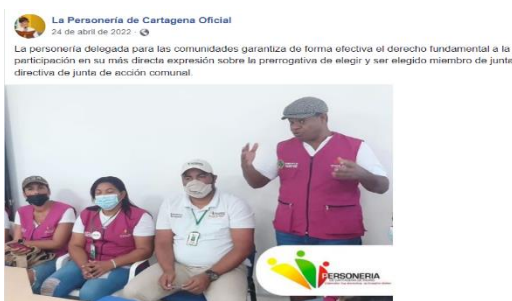 La Personería de Cartagena Oficial
24 de abril de 2022 ·
La personería delegada para las comunidades garantiza de forma efectiva el derecho fundamental a la
participación en su más directa expresión sobre la prerrogativa de elegir y ser elegido miembro de junta
directiva de junta de acción comunal.
PERSONERIA